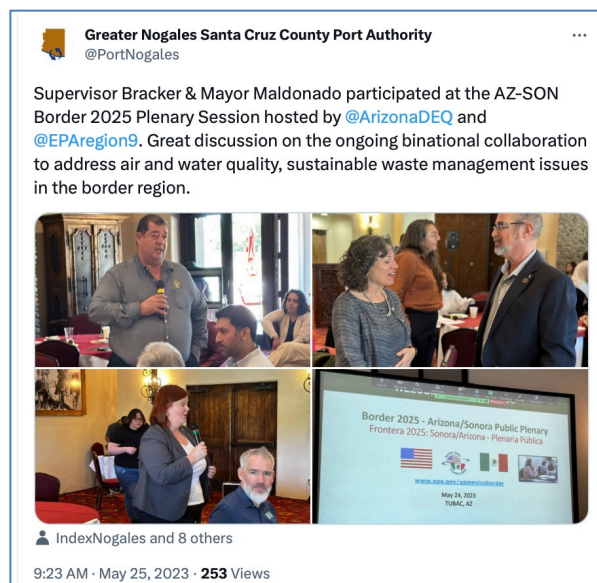 Greater Nogales Santa Cruz County Port Authority
@PortNogales
Supervisor Bracker & Mayor Maldonado participated at the AZ-SON
Border 2025 Plenary Session hosted by @ArizonaDEQ and
@EPAregion9. Great discussion on the ongoing binational collaboration
to address air and water quality, sustainable waste management issues
in the border region.
Border 2025 - Arizona/Sonora Public Plenary
Frontera 2025: Sonora/Arizona - Plenaria Pública
www.epa.gov/usmexicoborder
May 24, 2023
TUBAC, AZ
IndexNogales and 8 others
9:23 AM · May 25, 2023 · 253 Views